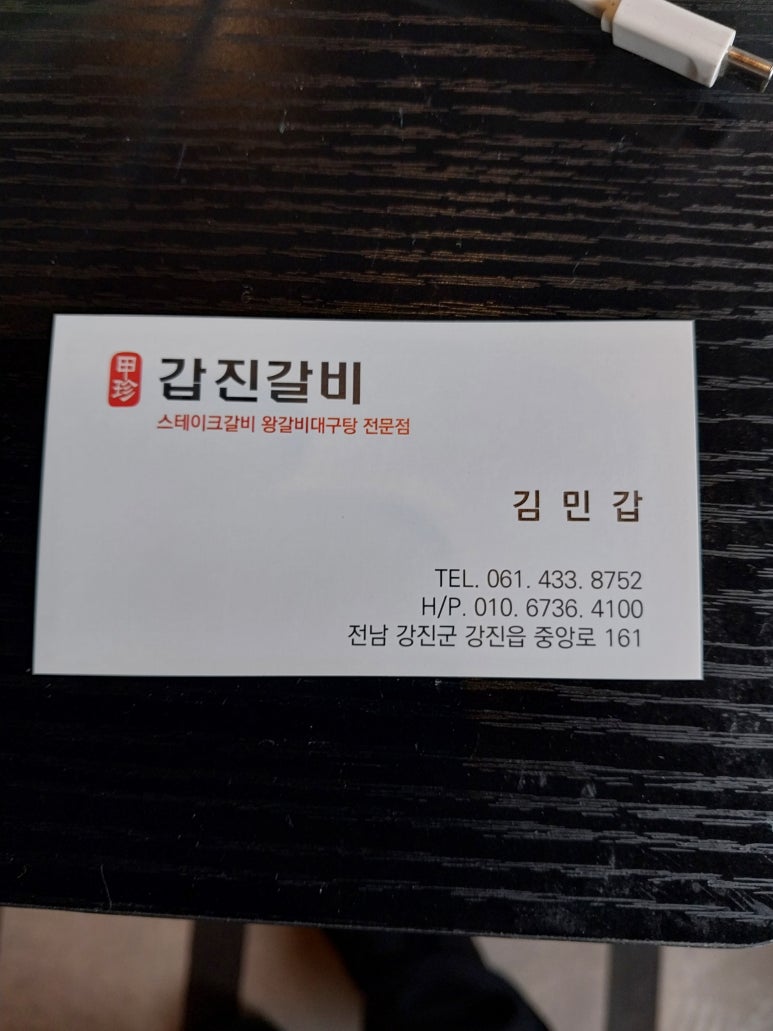 甲珍
갑진갈비
스테이크갈비 왕갈비대구탕 전문점
김 민 갑
TEL. 061. 433. 8752
H/P. 010. 6736. 4100
전남 강진군 강진읍 중앙로 161